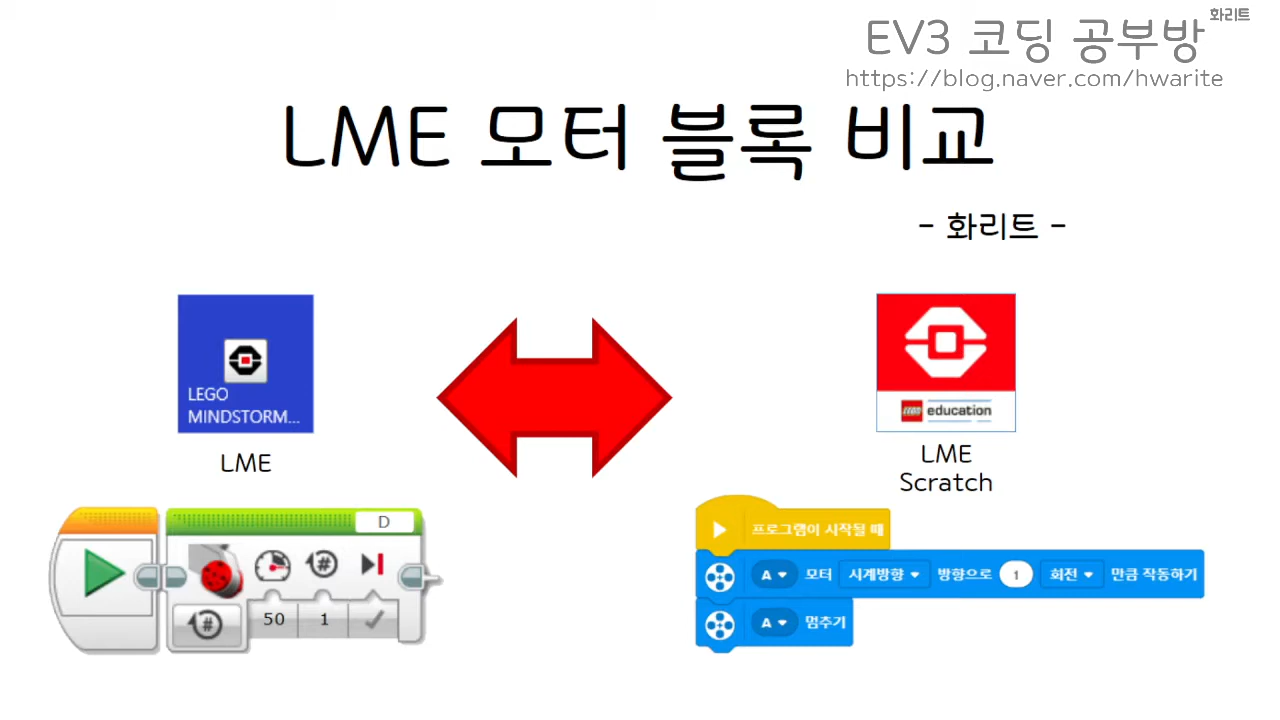 화리트
EV3 코딩 공부방
https://blog.naver.com/hwarite
LME 모터 블록 비교
- 화리트 -
LEGO
MINDSTORM...
LME
LEGO education
LME
Scratch
D
#
#
50 1
프로그램이 시작될 때
A 모터 시계방향 방향으로 1 회전 만큼 작동하기
A 멈추기